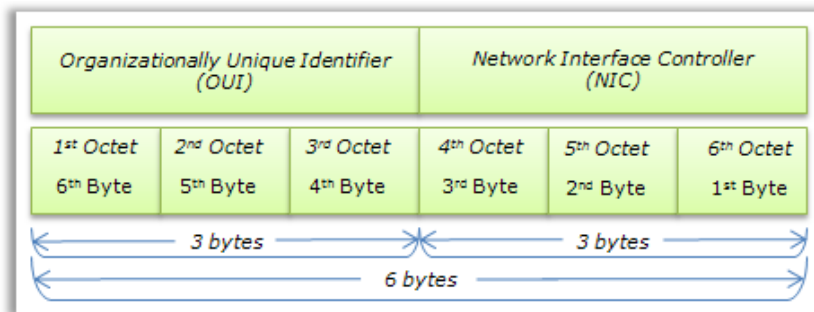 Organizationally Unique Identifier
(OUI)
Network Interface Controller
(NIC)
1st Octet
6th Byte
2nd Octet
5th Byte
3rd Octet
4th Byte
4th Octet
3rd Byte
5th Octet
2nd Byte
6th Octet
1st Byte
3 bytes
3 bytes
6 bytes